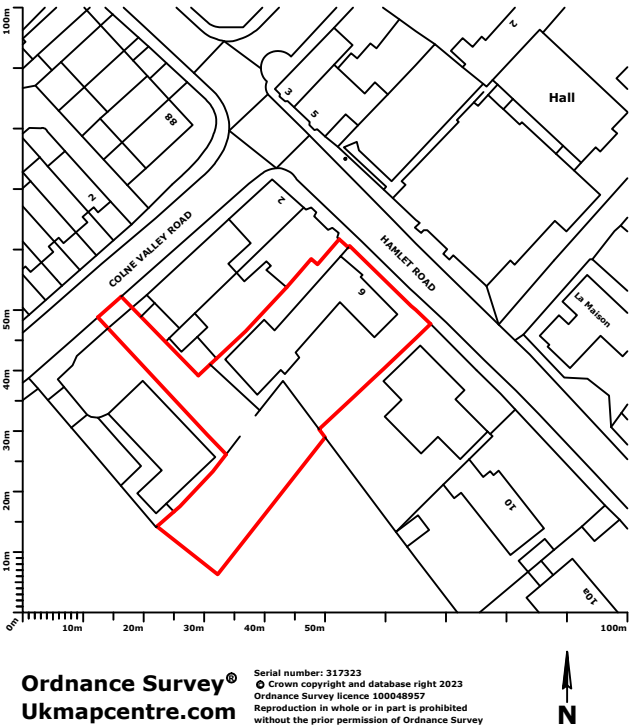 100m
2
Hall
3
5
88
2
2
COLNE VALLEY ROAD
HAMLET ROAD
6
La Maison
50m
40m
30m
20m
10
10m
10a
0m
10m
20m
30m
40m
50m
100m
Ordnance Survey®
Ukmapcentre.com
Serial number: 317323
© Crown copyright and database right 2023
Ordnance Survey licence 100048957
Reproduction in whole or in part is prohibited
without the prior permission of Ordnance Survey
N